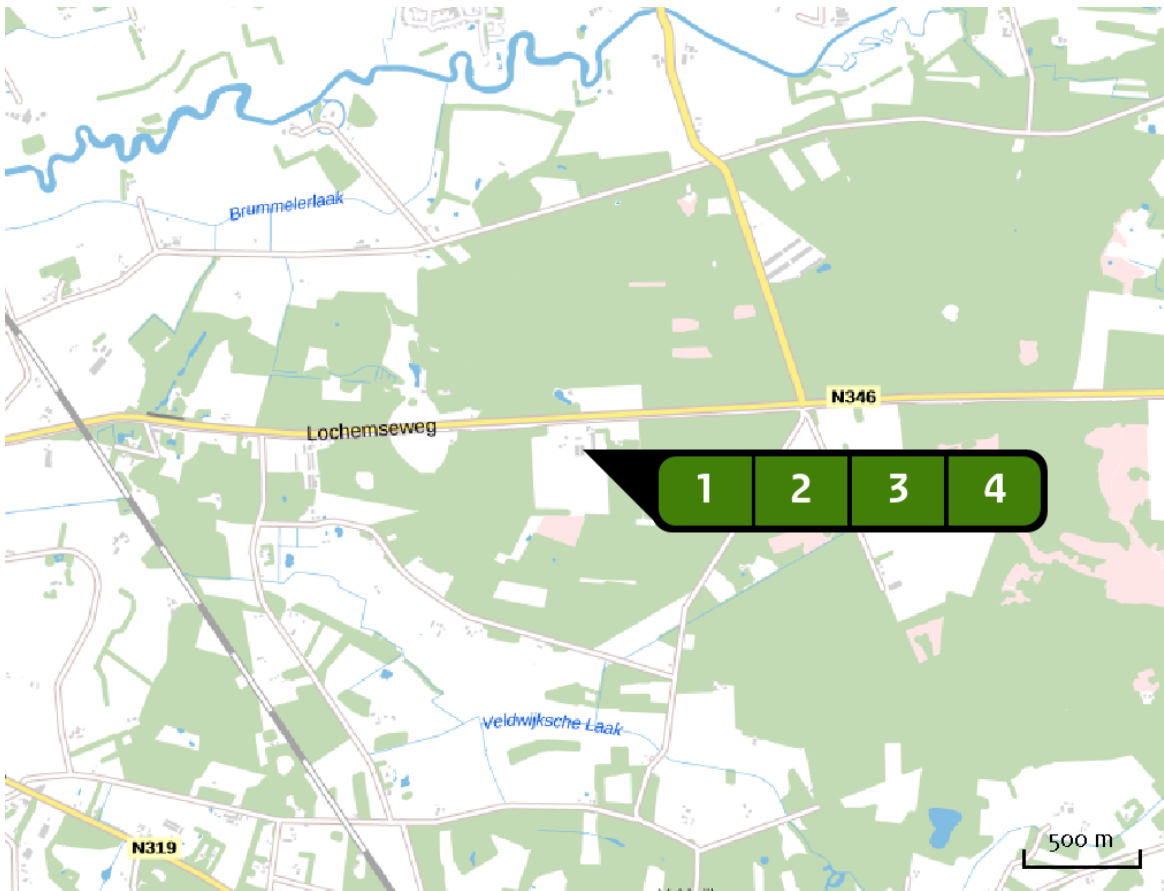 Brummelerlaak
N346
Lochemseweg
1 2 3 4
Veldwijksche Laak
500 m
N319